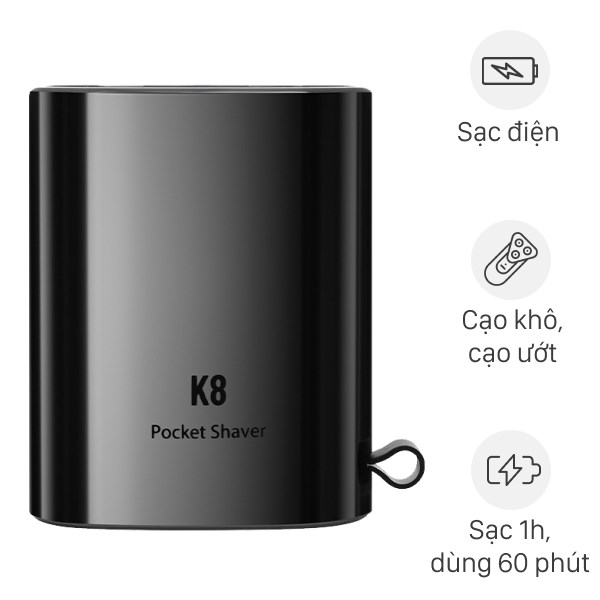 Sạc điện
Cạo khô,
cạo ướt
K8
Pocket Shaver
Sạc 1h,
dùng 60 phút